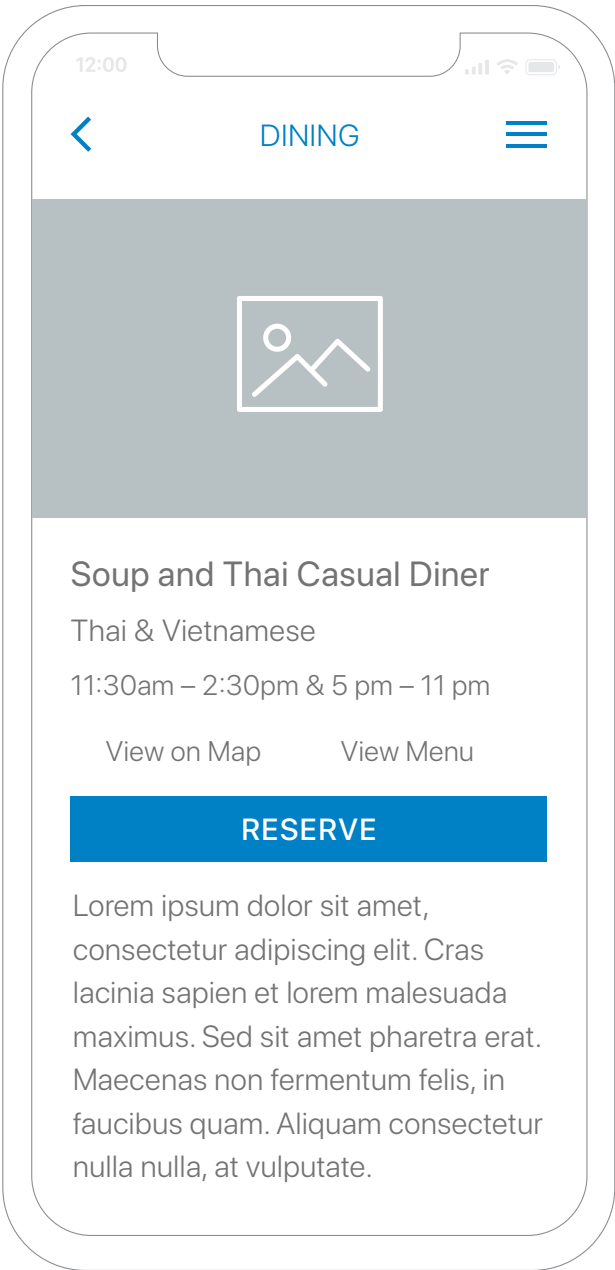 12:00
DINING
Soup and Thai Casual Diner
Thai & Vietnamese
11:30am – 2:30pm & 5 pm – 11 pm
View on Map View Menu
RESERVE
Lorem ipsum dolor sit amet,
consectetur adipiscing elit. Cras
lacinia sapien et lorem malesuada
maximus. Sed sit amet pharetra erat.
Maecenas non fermentum felis, in
faucibus quam. Aliquam consectetur
nulla nulla, at vulputate.